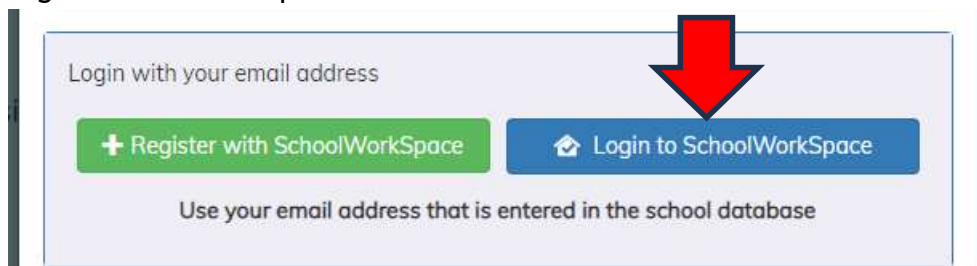 Login with your email address
Register with SchoolWorkSpace
Login to SchoolWorkSpace
Use your email address that is entered in the school database